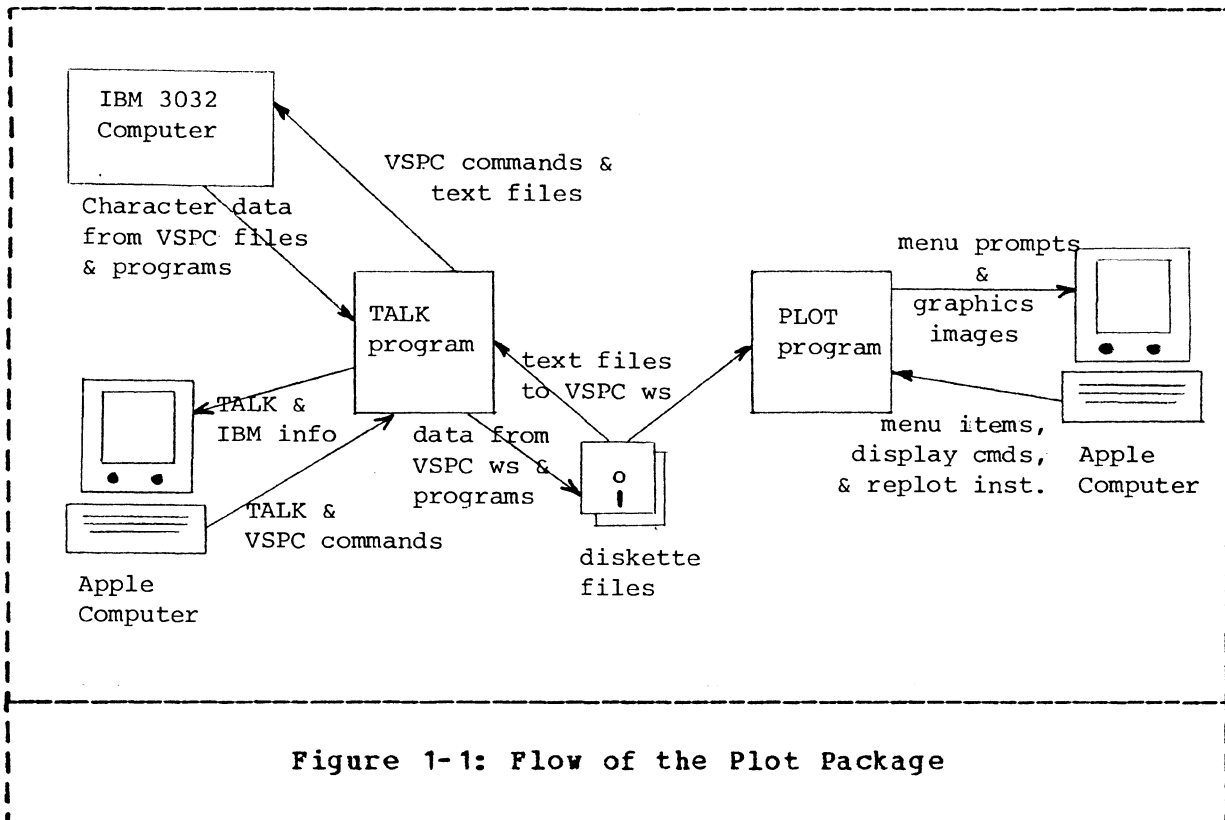 IBM 3032
Computer
VSPC commands &
text files
Character data
from VSPC files
& programs
TALK
program
TALK &
IBM info
TALK &
VSPC commands
Apple
Computer
text files
to VSPC ws
data from
VSPC ws &
programs
diskette
files
PLOT
program
menu prompts
&
graphics
images
menu items,
display cmds,
& replot inst.
Apple
Computer
Figure 1-1: Flow of the Plot Package